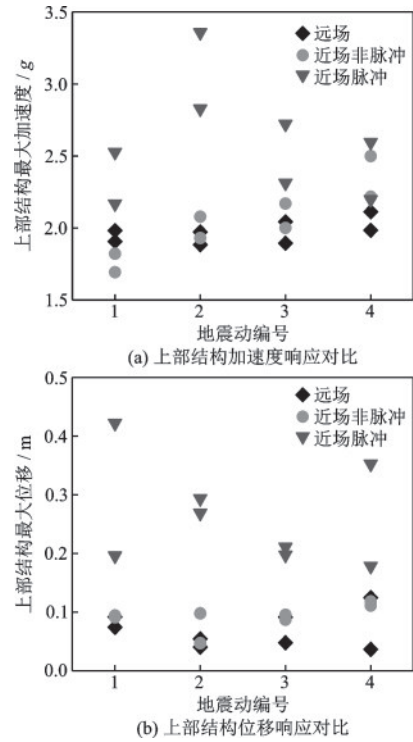 3.5
3.0
2.5
2.0
1.5
上部结构最大加速度 / g
远场
近场非脉冲
近场脉冲
1 2 3 4
地震动编号
(a) 上部结构加速度响应对比
0.5
0.4
0.3
0.2
0.1
0.0
上部结构最大位移 / m
远场
近场非脉冲
近场脉冲
1 2 3 4
地震动编号
(b) 上部结构位移响应对比